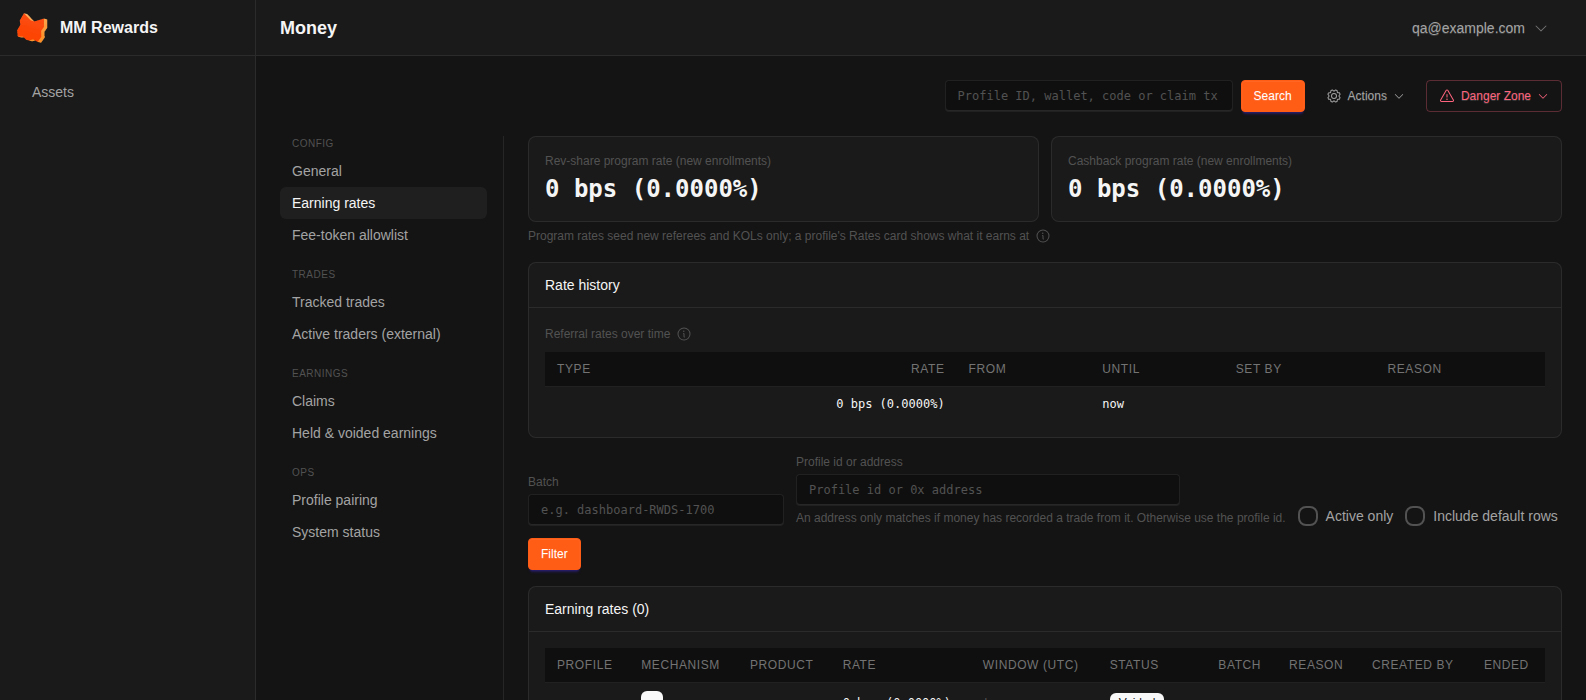 MM Rewards
Money
qa@example.com
Assets
Profile ID, wallet, code or claim tx
Search
Actions
Danger Zone
CONFIG
General
Earning rates
Fee-token allowlist
TRADES
Tracked trades
Active traders (external)
EARNINGS
Claims
Held & voided earnings
OPS
Profile pairing
System status
Rev-share program rate (new enrollments)
0 bps (0.0000%)
Cashback program rate (new enrollments)
0 bps (0.0000%)
Program rates seed new referees and KOLs only; a profile's Rates card shows what it earns at
Rate history
Referral rates over time
TYPE RATE FROM UNTIL SET BY REASON
0 bps (0.0000%) now
Batch
e.g. dashboard-RWDS-1700
Profile id or address
Profile id or 0x address
An address only matches if money has recorded a trade from it. Otherwise use the profile id.
Active only
Include default rows
Filter
Earning rates (0)
PROFILE MECHANISM PRODUCT RATE WINDOW (UTC) STATUS BATCH REASON CREATED BY ENDED
0 bps (0.0000%) Voided